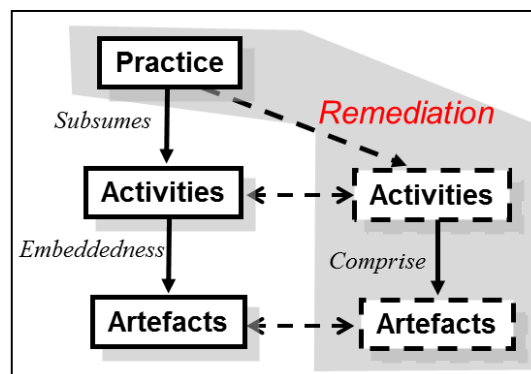 Practice
Subsumes
Remediation
Activities
Activities
Embeddedness
Comprise
Artefacts
Artefacts